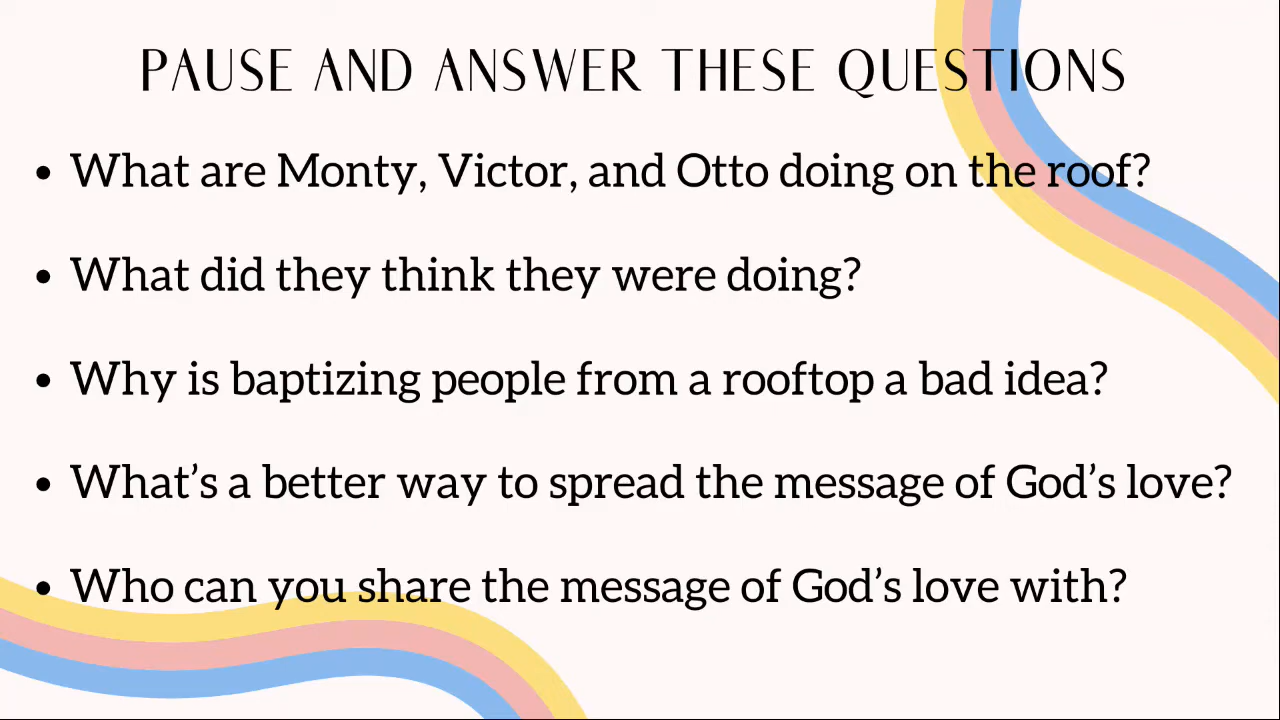 PAUSE AND ANSWER THESE QUESTIONS
• What are Monty, Victor, and Otto doing on the roof?
• What did they think they were doing?
• Why is baptizing people from a rooftop a bad idea?
• What’s a better way to spread the message of God’s love?
• Who can you share the message of God’s love with?